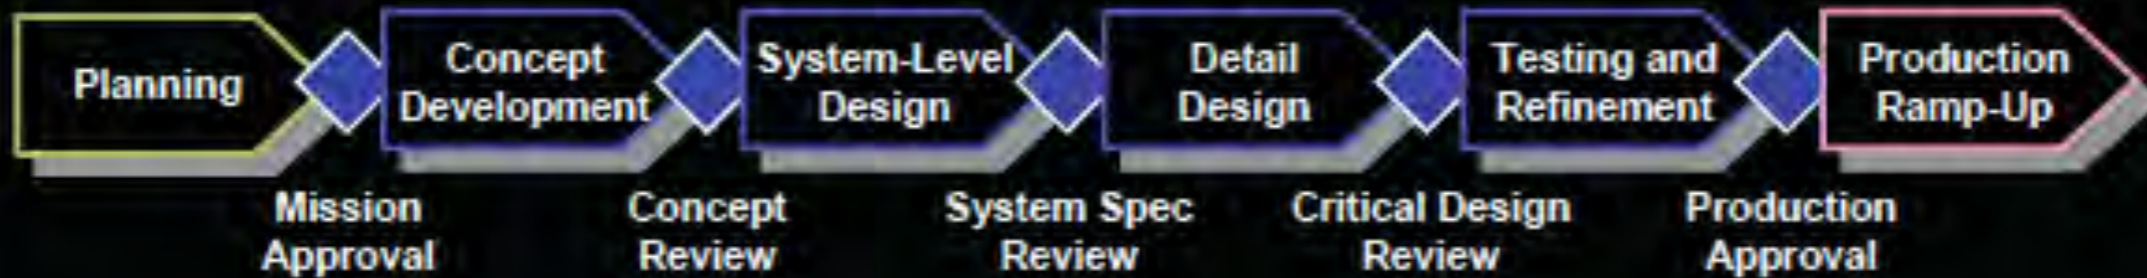 Planning
Concept
Development
System-Level
Design
Detail
Design
Testing and
Refinement
Production
Ramp-Up
Mission
Approval
Concept
Review
System Spec
Review
Critical Design
Review
Production
Approval